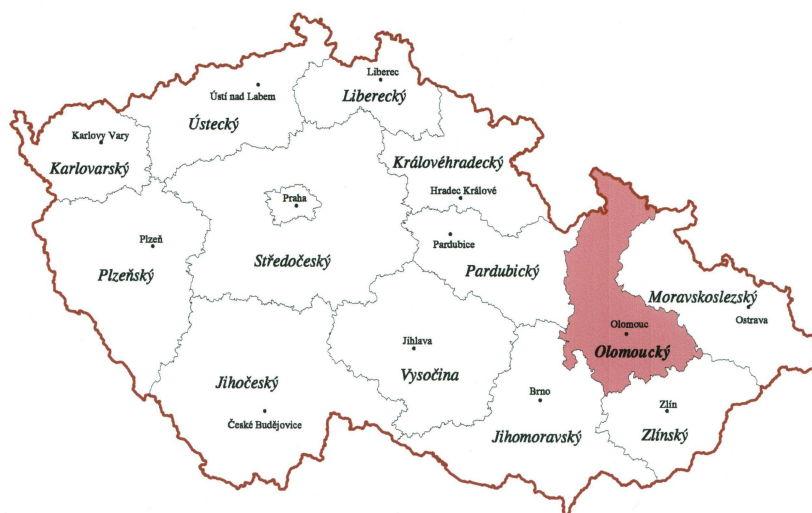 Liberec
Liberecký
Ústí nad Labem
Ústecký
Karlovy Vary
Karlovarský
Královéhradecký
Hradec Králové
Praha
Středočeský
Plzeň
Plzeňský
Pardubice
Pardubický
Moravskoslezský
Ostrava
Olomouc
Olomoucký
Jihlava
Vysočina
Jihočeský
České Budějovice
Brno
Jihomoravský
Zlín
Zlínský